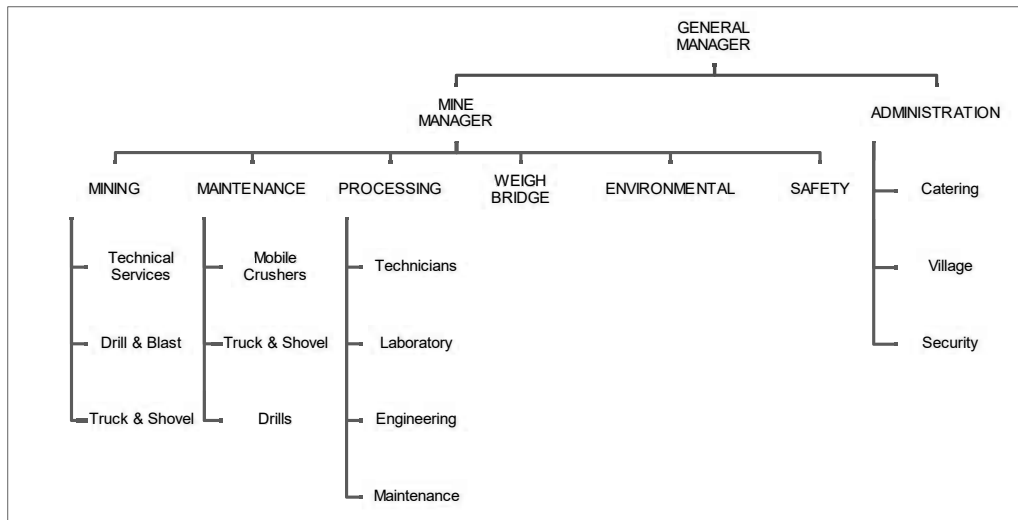 GENERAL
MANAGER
MINE
MANAGER
ADMINISTRATION
MINING
MAINTENANCE
PROCESSING
WEIGH
BRIDGE
ENVIRONMENTAL
SAFETY
Technical
Services
Drill & Blast
Truck & Shovel
Mobile
Crushers
Truck & Shovel
Drills
Technicians
Laboratory
Engineering
Maintenance
Catering
Village
Security